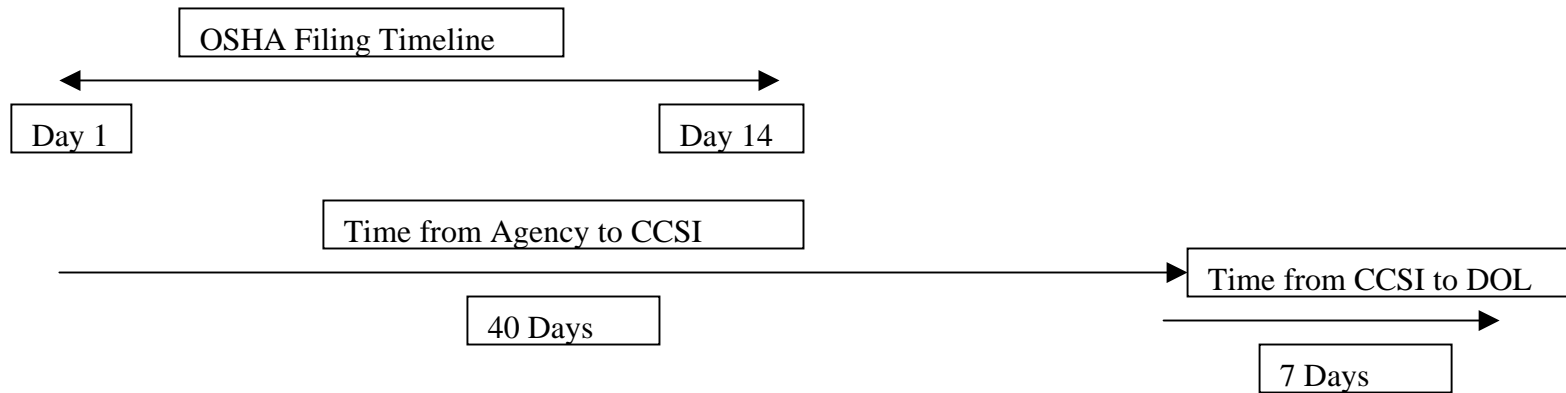 OSHA Filing Timeline
Day 1
Day 14
Time from Agency to CCSI
Time from CCSI to DOL
40 Days
7 Days